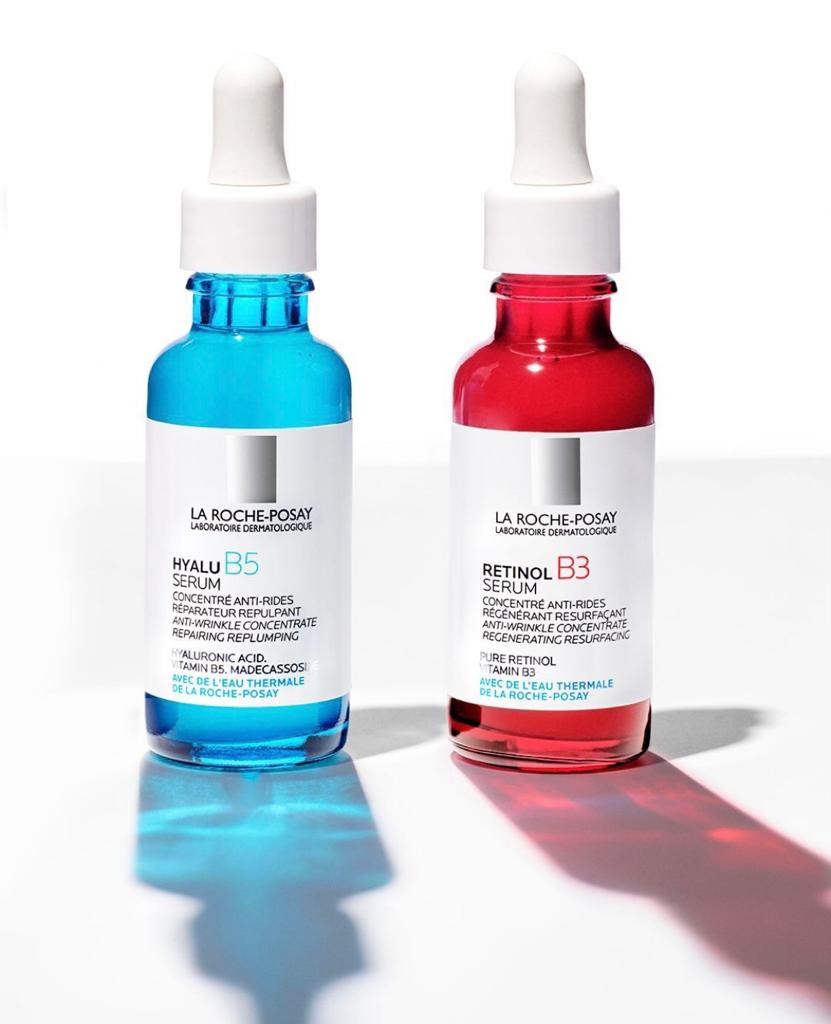 LA ROCHE-POSAY
LABORATOIRE DERMATOLOGIQUE
HYALU B5
SERUM
CONCENTRÉ ANTI-RIDES
RÉPARATEUR REPULPANT
ANTI-WRINKLE CONCENTRATE
REPAIRING REPLUMPING
HYALURONIC ACID.
VITAMIN B5. MADECASSOSIDE
AVEC DE L'EAU THERMALE
DE LA ROCHE-POSAY
LA ROCHE-POSAY
LABORATOIRE DERMATOLOGIQUE
RETINOL B3
SERUM
CONCENTRÉ ANTI-RIDES
RÉGÉNÉRANT RESURFAÇANT
ANTI-WRINKLE CONCENTRATE
REGENERATING RESURFACING
PURE RETINOL
VITAMIN B3
AVEC DE L'EAU THERMALE
DE LA ROCHE-POSAY